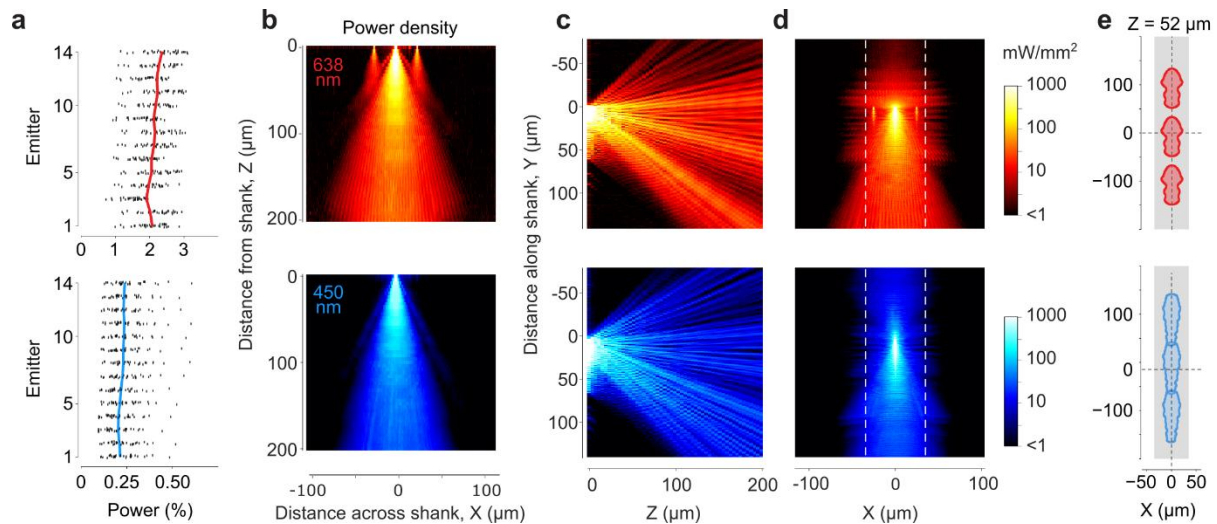 a
b
c
d
e
Power density
Z = 52 µm
14
10
5
1
Emitter
0 1 2 3
638
nm
0
100
200
Distance from shank, Z (µm)
-50
0
50
100
Distance along shank, Y (µm)
mW/mm²
1000
100
10
<1
100
0
−100
14
10
5
1
Emitter
0.25 0.50
Power (%)
450
nm
0
100
200
-100 0 100
Distance across shank, X (µm)
-50
0
50
100
0 100 200
Z (µm)
-100 0 100
X (µm)
1000
100
10
<1
100
0
−100
−50 0 50
X (µm)